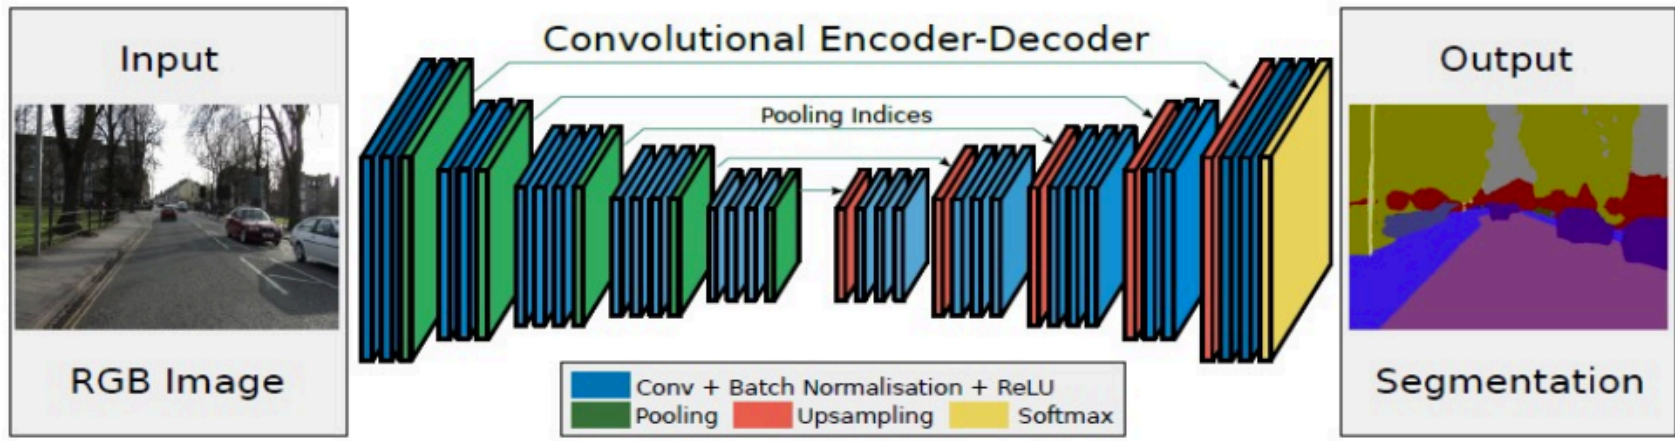 Input
RGB Image
Convolutional Encoder-Decoder
Pooling Indices
Conv + Batch Normalisation + ReLU
Pooling Upsampling Softmax
Output
Segmentation